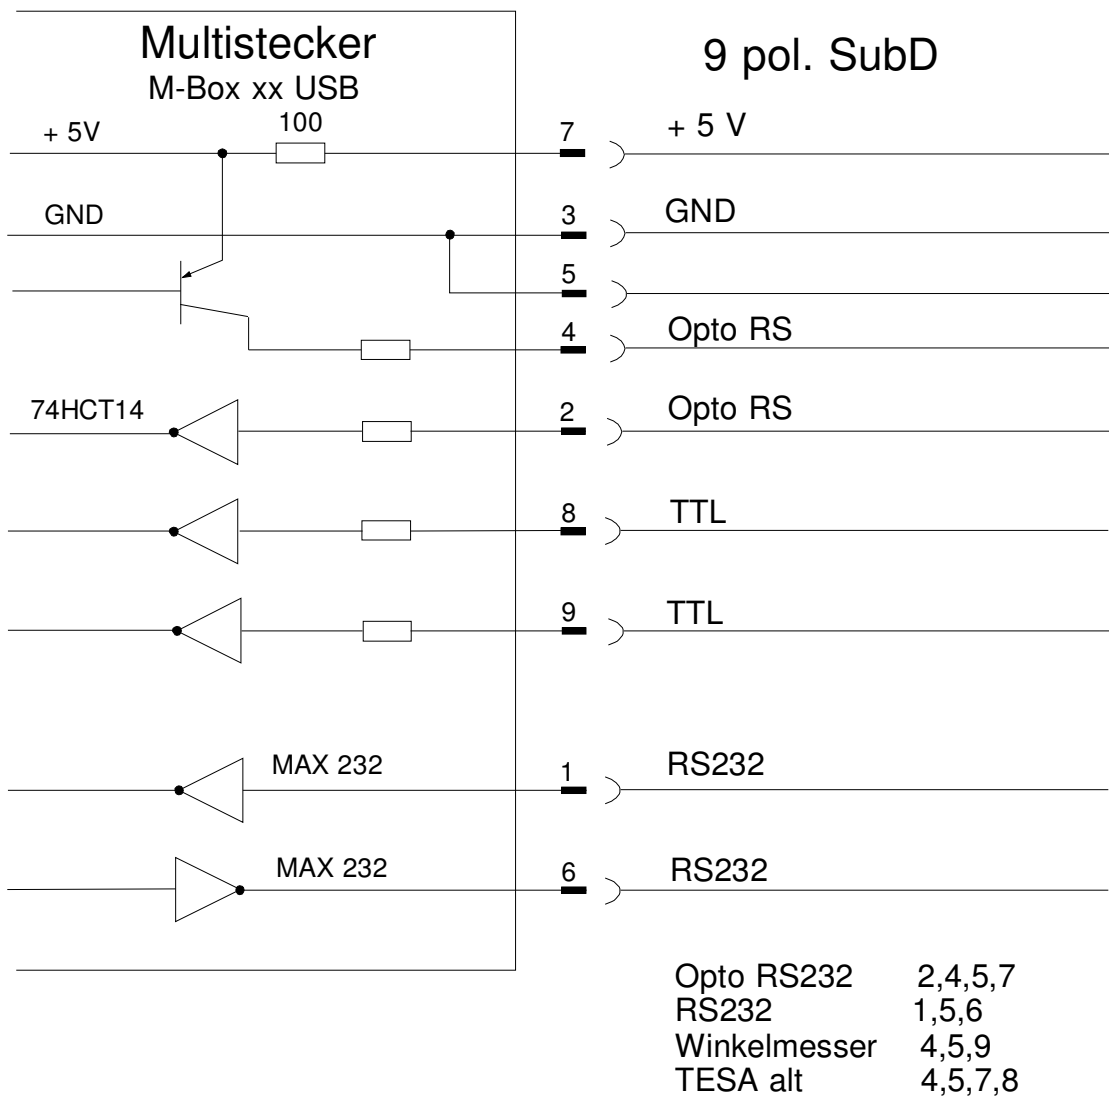 Multistecker
9 pol. SubD
M-Box xx USB
+ 5V
100
7
+ 5 V
GND
3
GND
5
4
Opto RS
74HCT14
2
Opto RS
8
TTL
9
TTL
MAX 232
1
RS232
MAX 232
6
RS232
Opto RS232 2,4,5,7
RS232 1,5,6
Winkelmesser 4,5,9
TESA alt 4,5,7,8